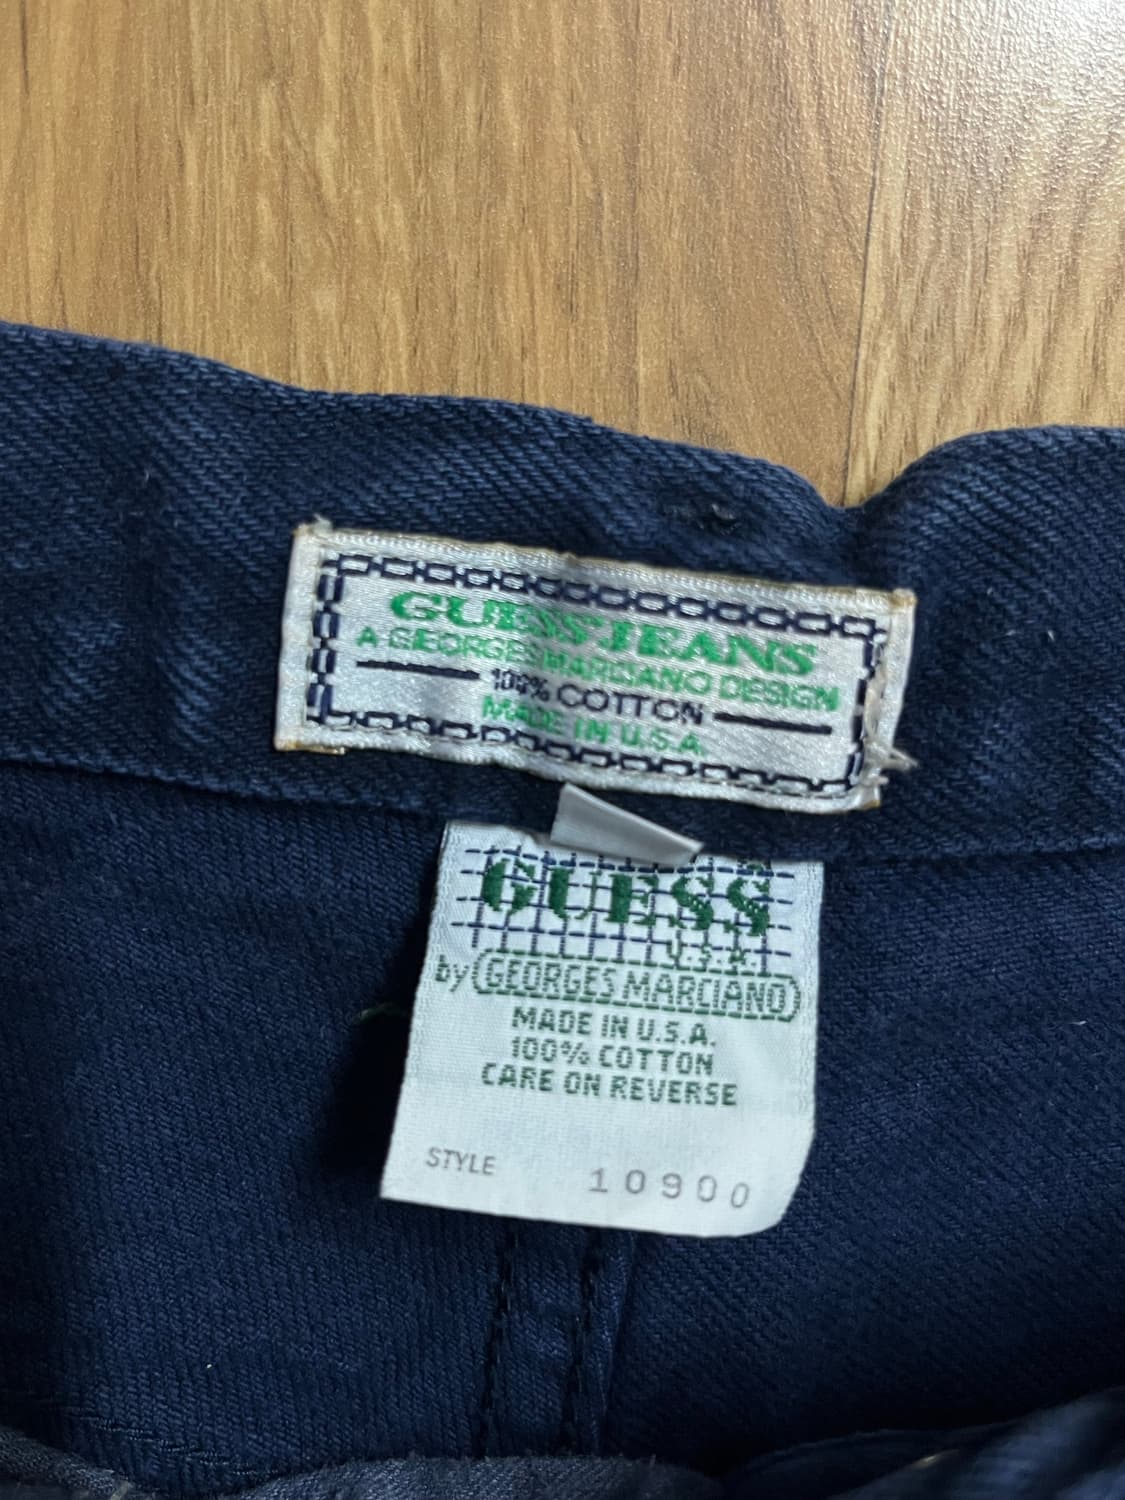 GUESS JEANS
A GEORGES MARCIANO DESIGN
100% COTTON
MADE IN U.S.A.
GUESS
U.S.A.
by GEORGES MARCIANO
MADE IN U.S.A.
100% COTTON
CARE ON REVERSE
STYLE 10900